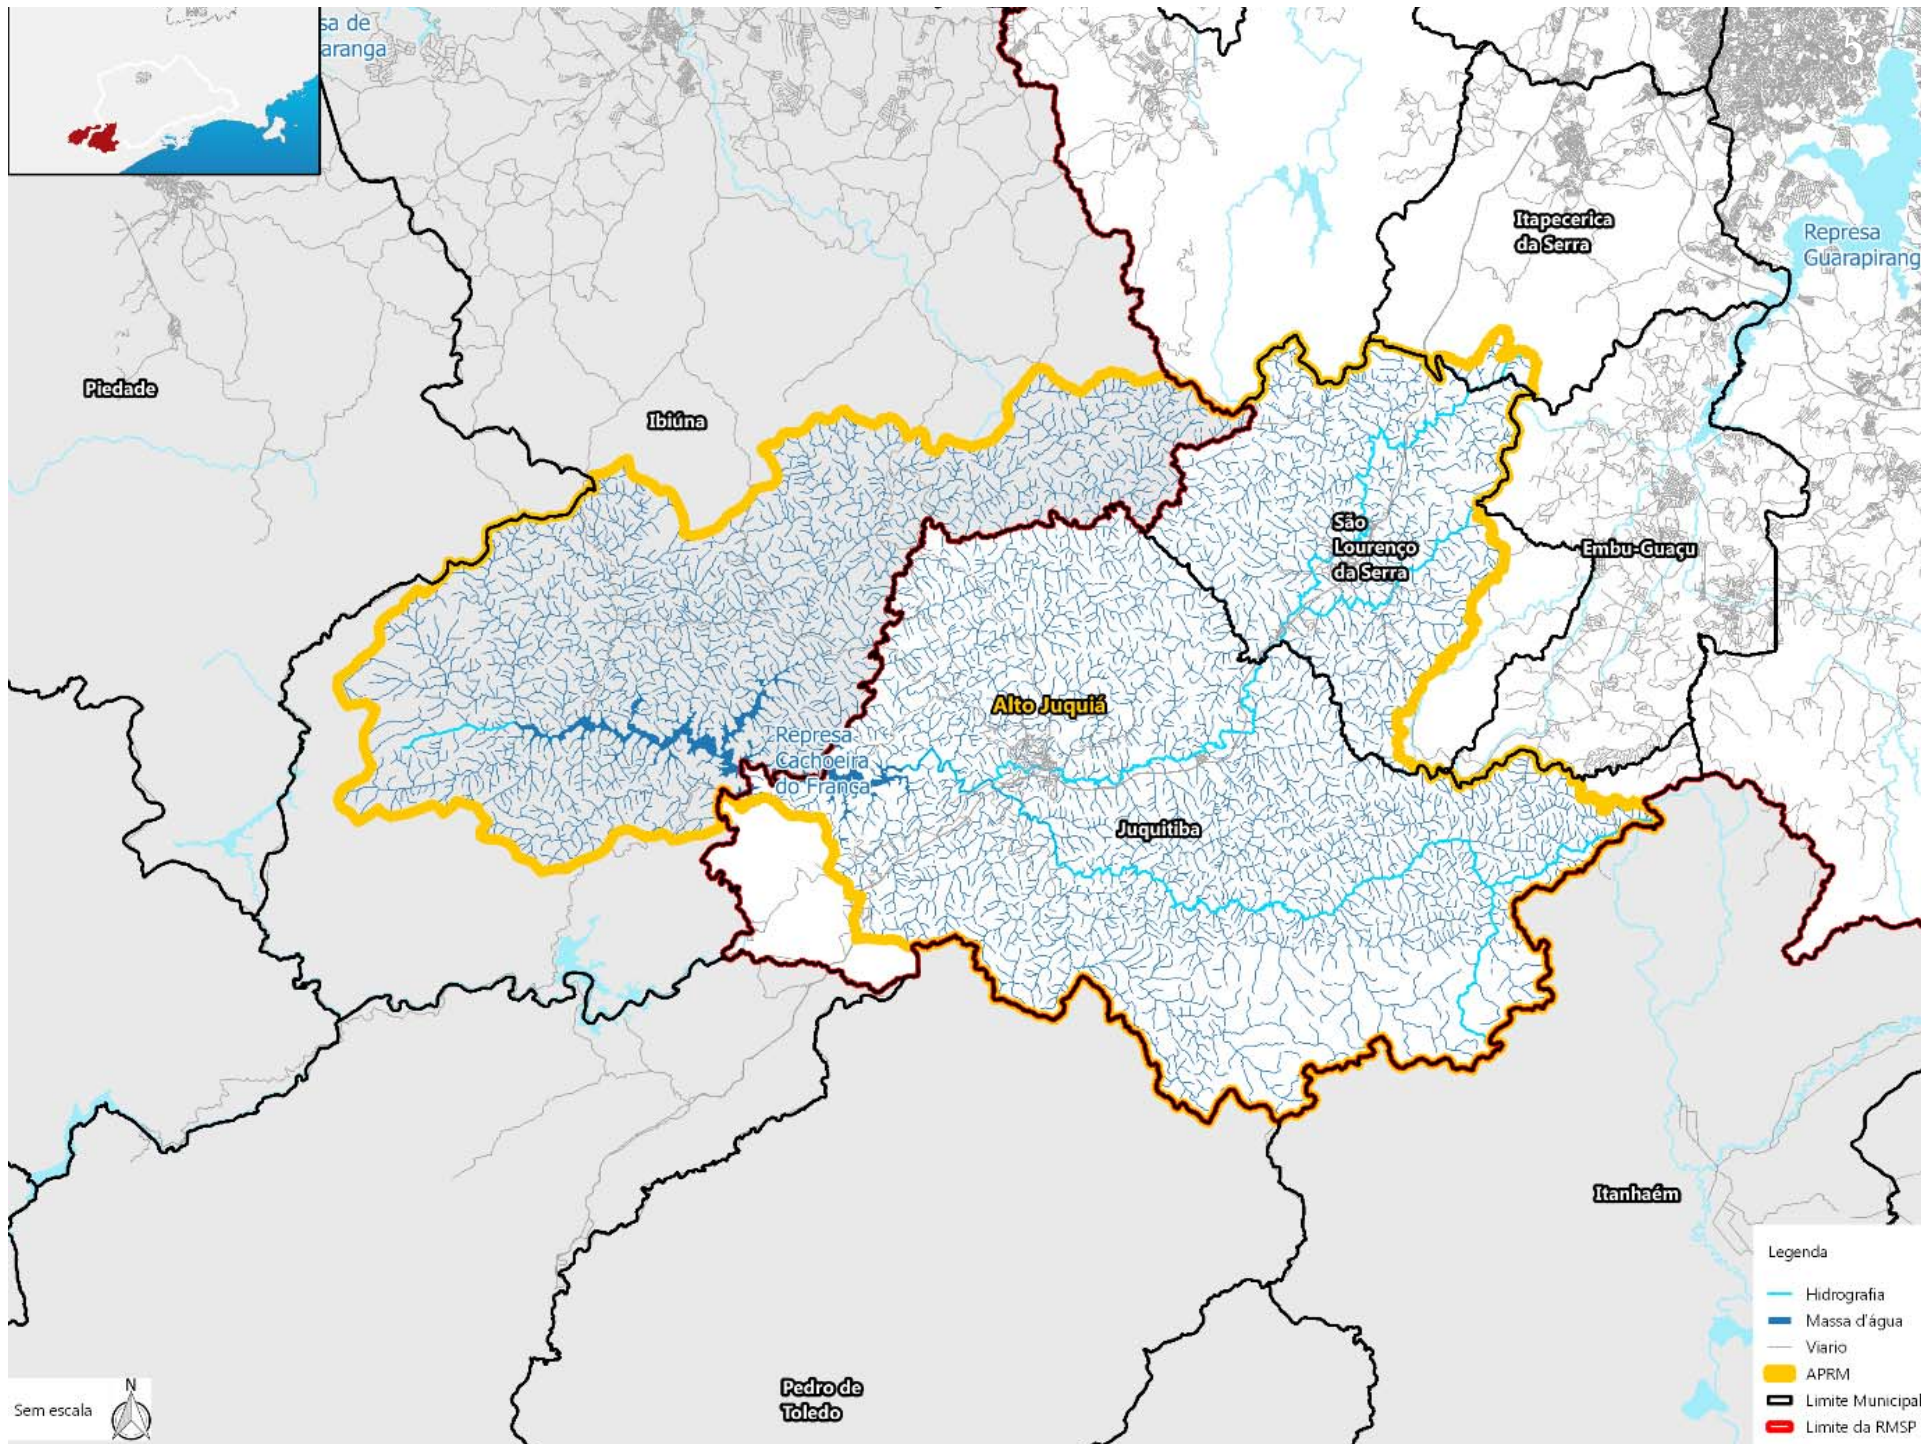 sa de
aranga
SP
5
Itapecerica
da Serra
Represa
Guarapirang
Piedade
Ibiúna
São
Lourenço
da Serra
Embu-Guaçu
Alto Juquiá
Represa
Cachoeira
do França
Juquitiba
Itanhaém
Pedro de
Toledo
Legenda
Hidrografia
Massa d'água
Viario
APRM
Limite Municipal
Limite da RMSP
Sem escala
N